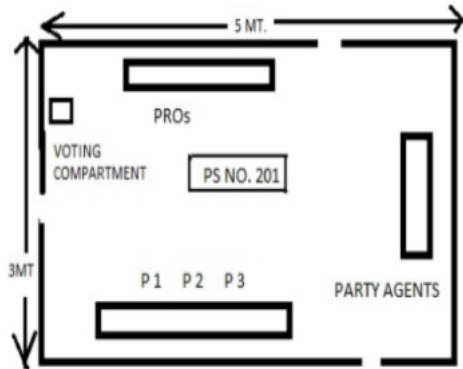 5 MT.
PROs
VOTING
COMPARTMENT
PS NO. 201
3MT
P 1 P 2 P 3
PARTY AGENTS